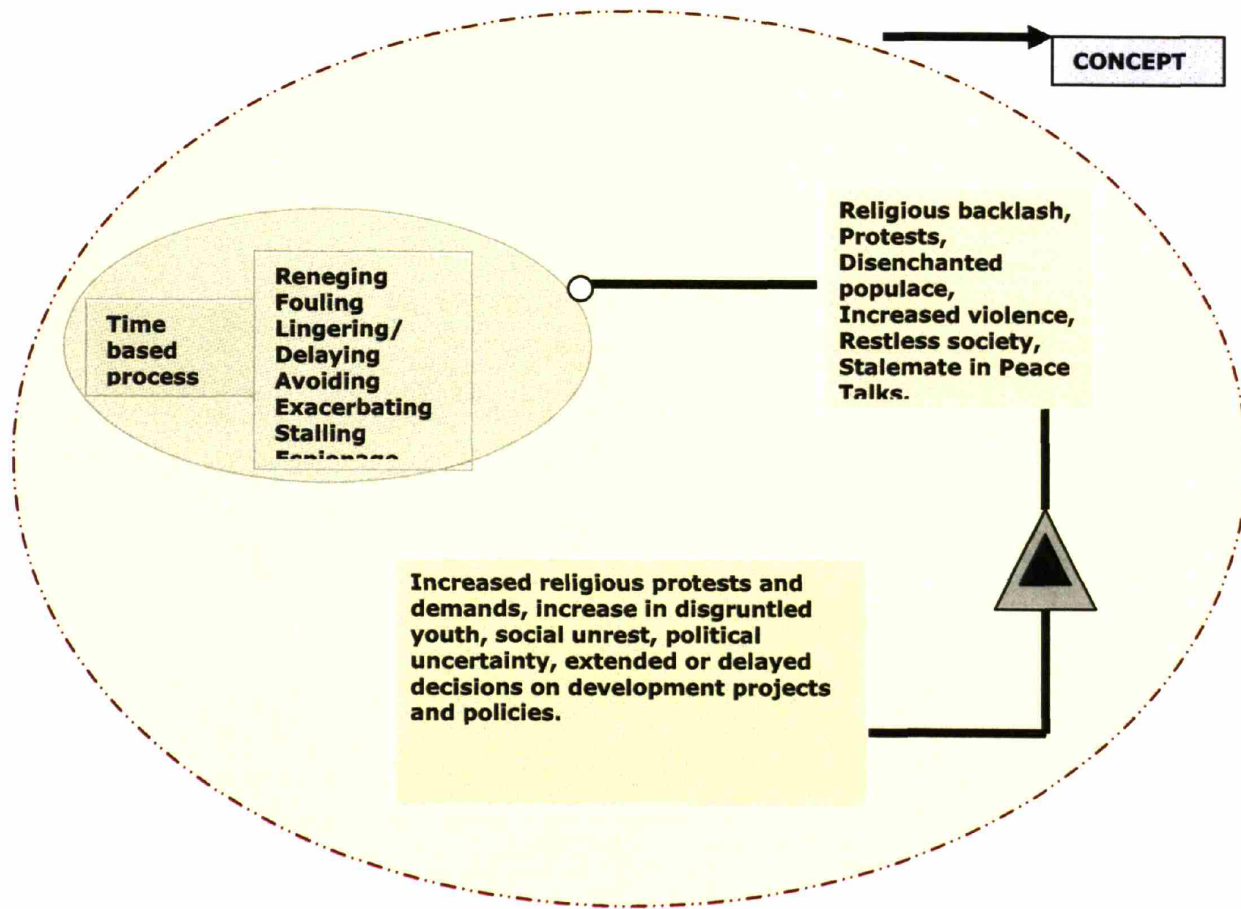 CONCEPT
Religious backlash,
Protests,
Disenchanted
populace,
Increased violence,
Restless society,
Stalemate in Peace
Talks.
Reneging
Fouling
Lingering/
Delaying
Avoiding
Exacerbating
Stalling
Espionage
Time
based
process
Increased religious protests and
demands, increase in disgruntled
youth, social unrest, political
uncertainty, extended or delayed
decisions on development projects
and policies.